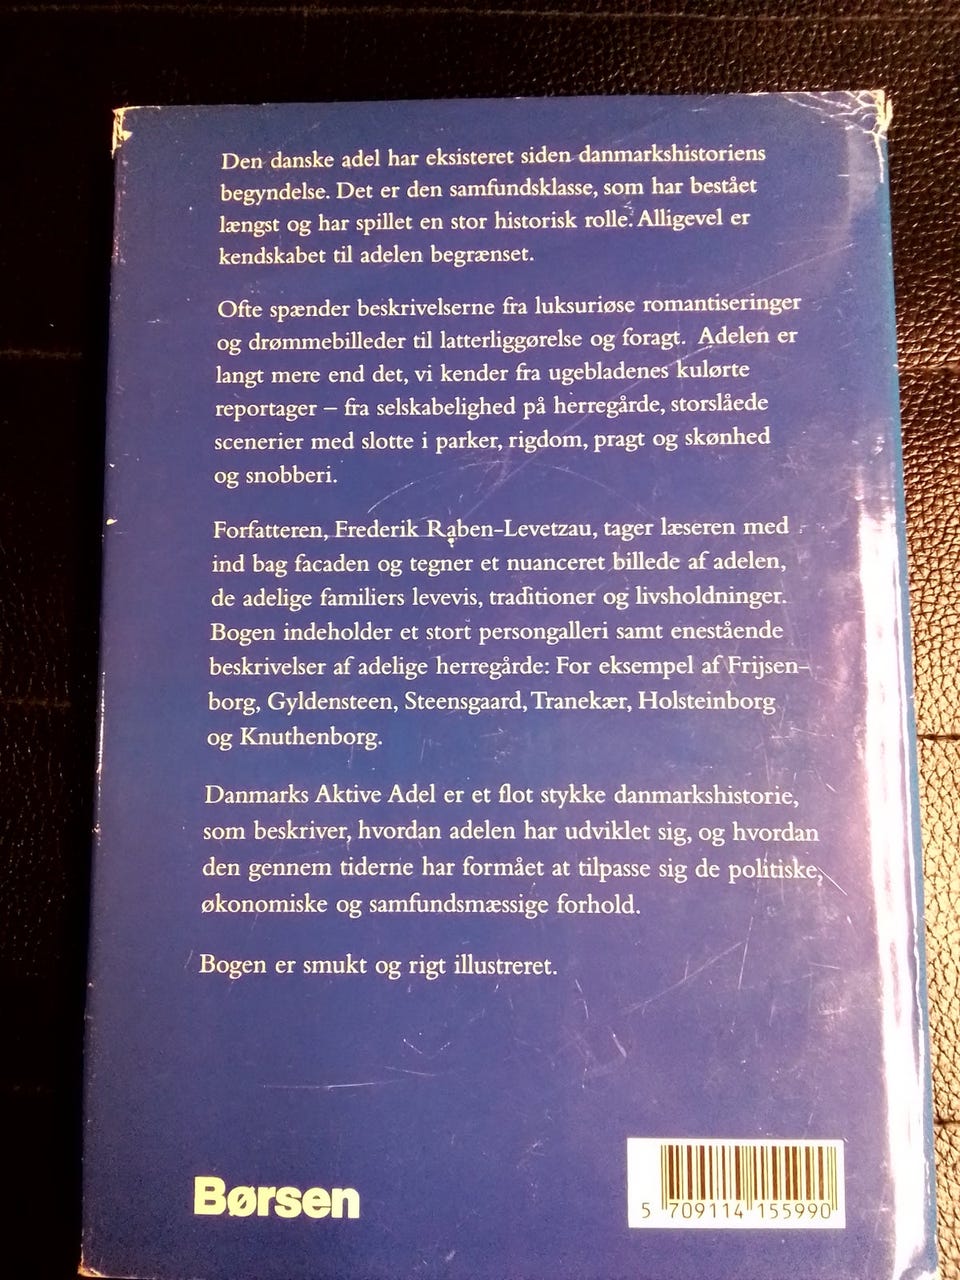 Den danske adel har eksisteret siden danmarkshistoriens
begyndelse. Det er den samfundsklasse, som har bestået
længst og har spillet en stor historisk rolle. Alligevel er
kendskabet til adelen begrænset.
Ofte spænder beskrivelserne fra luksuriøse romantiseringer
og drømmebilleder til latterliggørelse og foragt. Adelen er
langt mere end det, vi kender fra ugebladenes kulørte
reportager – fra selskabelighed på herregårde, storslåede
scenerier med slotte i parker, rigdom, pragt og skønhed
og snobberi.
Forfatteren, Frederik Raben-Levetzau, tager læseren med
ind bag facaden og tegner et nuanceret billede af adelen,
de adelige familiers levevis, traditioner og livsholdninger.
Bogen indeholder et stort persongalleri samt enestående
beskrivelser af adelige herregårde: For eksempel af Frijsen-
borg, Gyldensteen, Steensgaard, Tranekær, Holsteinborg
og Knuthenborg.
Danmarks Aktive Adel er et flot stykke danmarkshistorie,
som beskriver, hvordan adelen har udviklet sig, og hvordan
den gennem tiderne har formået at tilpasse sig de politiske,
økonomiske og samfundsmæssige forhold.
Bogen er smukt og rigt illustreret.
Børsen
5 709114 155990